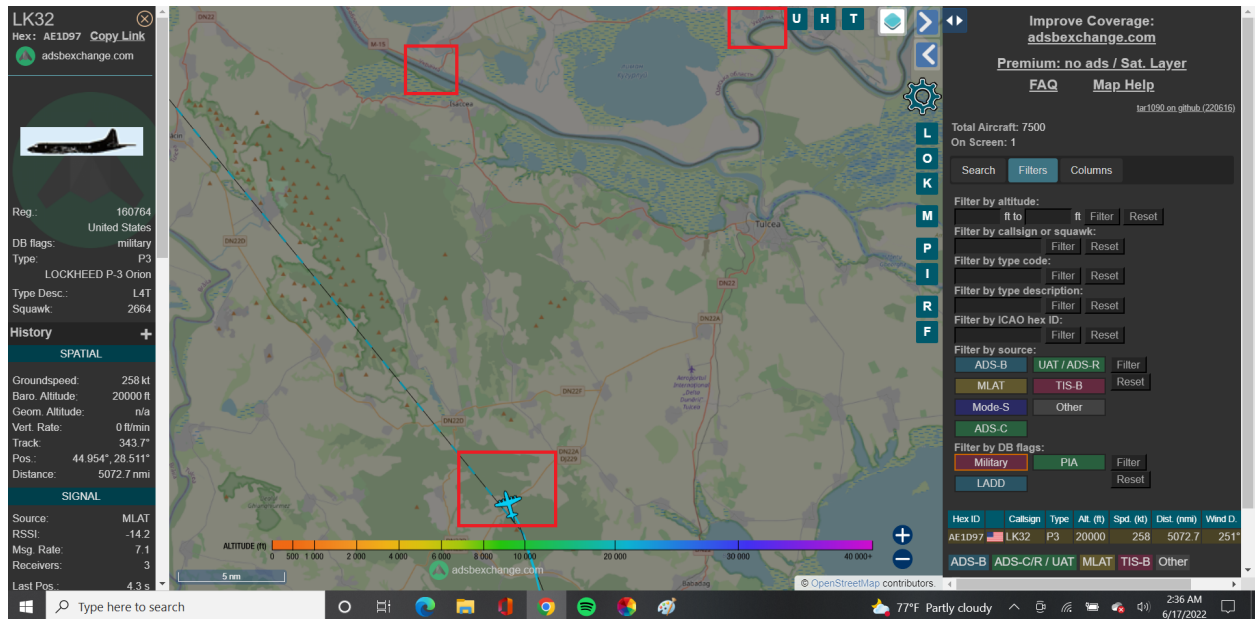 LK32
Hex: AE1D97 Copy Link
adsbexchange.com
Reg.: 160764
United States
DB flags: military
Type: P3
LOCKHEED P-3 Orion
Type Desc.: L4T
Squawk: 2664
History +
SPATIAL
Groundspeed: 258 kt
Baro. Altitude: 20000 ft
Geom. Altitude: n/a
Vert. Rate: 0 ft/min
Track: 343.7°
Pos.: 44.954°, 28.511°
Distance: 5072.7 nmi
SIGNAL
Source: MLAT
RSSI: -14.2
Msg. Rate: 7.1
Receivers: 3
Last Pos.: 4.3 s
DN22
M-15
Isaccea
Tulcea
DN22D
DN22
DN22A
DN22F
DN22D
DN22A
DJ229
Babadag
U H T
L
O
K
M
P
I
R
F
ALTITUDE (ft)
0 500 1 000 2 000 4 000 6 000 8 000 10 000 20 000 30 000 40 000+
adsbexchange.com
5 nm
© OpenStreetMap contributors.
Improve Coverage:
adsbexchange.com
Premium: no ads / Sat. Layer
FAQ Map Help
tar1090 on github (220616)
Total Aircraft: 7500
On Screen: 1
Search Filters Columns
Filter by altitude:
ft to ft Filter Reset
Filter by callsign or squawk:
Filter Reset
Filter by type code:
Filter Reset
Filter by type description:
Filter Reset
Filter by ICAO hex ID:
Filter Reset
Filter by source:
ADS-B UAT / ADS-R Filter
MLAT TIS-B Reset
Mode-S Other
ADS-C
Filter by DB flags:
Military PIA Filter
LADD Reset
Hex ID Callsign Type Alt. (ft) Spd. (kt) Dist. (nmi) Wind D.
AE1D97 LK32 P3 20000 258 5072.7 251°
ADS-B ADS-C/R / UAT MLAT TIS-B Other
Type here to search
77°F Partly cloudy
2:36 AM
6/17/2022